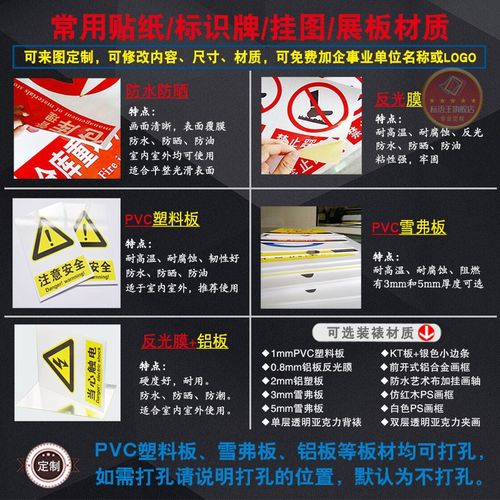 常用贴纸/标识牌/挂图/展板材质
可来图定制，可修改内容、尺寸、材质，可免费加企事业单位名称或LOGO
标语王旗舰店
专业定制
防水防晒
特点：
画面清晰，表面覆膜
防水、防晒、防油
室内室外均可使用
适合平整光滑表面
反光膜
特点：
耐高温、耐腐蚀、反光
防水、防晒、防油
粘性强，牢固
PVC塑料板
特点：
耐高温、耐腐蚀、韧性好
防水、防晒、防油
适于室内室外，推荐使用
注意安全
Danger! warning!
PVC雪弗板
特点：
耐高温、耐腐蚀、阻燃
有3mm和5mm厚度可选
反光膜+铝板
特点：
硬度好，耐用。
防水、防晒、防潮。
适合室内室外使用。
当心触电
Danger! electric shock
可选装裱材质
1mmPVC塑料板
0.8mm铝板反光膜
2mm铝塑板
3mm雪弗板
5mm雪弗板
单层透明亚克力背裱
KT板+银色小边条
前开式铝合金画框
防水艺术布加挂画轴
仿红木PS画框
白色PS画框
双层透明亚克力夹画
定制
PVC塑料板、雪弗板、铝板等板材均可打孔，
如需打孔请说明打孔的位置，默认为不打孔。